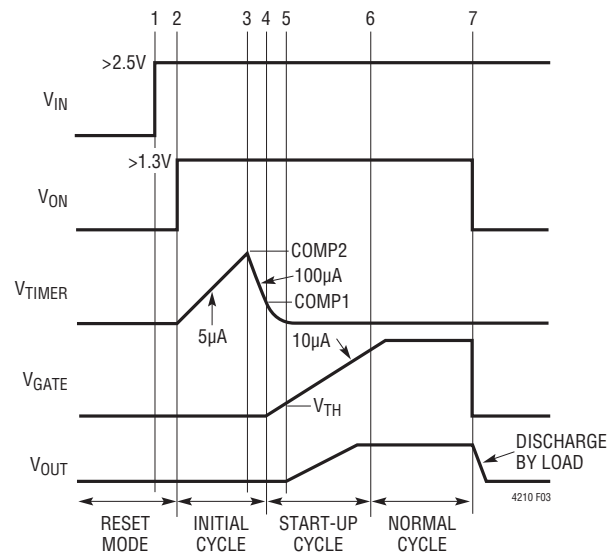 1 2 3 4 5 6 7
>2.5V
VIN
>1.3V
VON
COMP2
100µA
VTIMER
COMP1
5µA
10µA
VGATE
VTH
VOUT
DISCHARGE
BY LOAD
4210 F03
RESET
MODE
INITIAL
CYCLE
START-UP
CYCLE
NORMAL
CYCLE